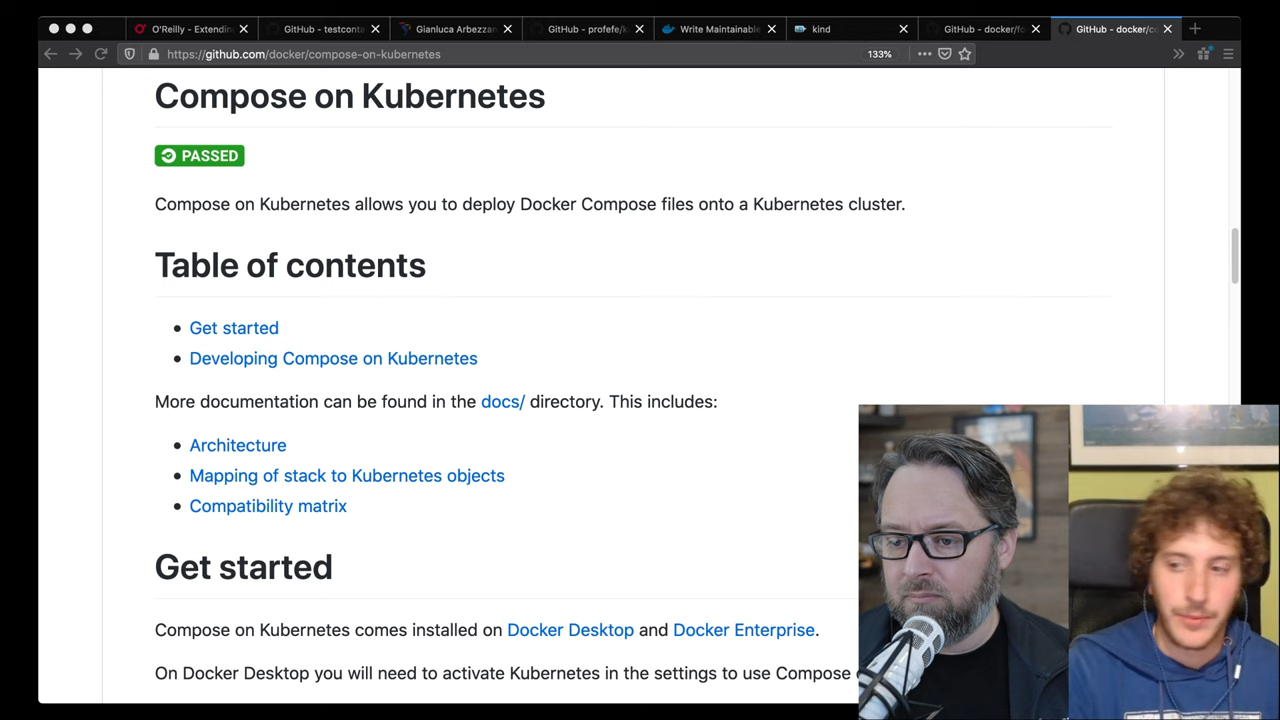 O'Reilly - Extending
GitHub - testconta
Gianluca Arbezzan
GitHub - profefe/k
Write Maintainable
kind
GitHub - docker/
GitHub - docker/co
https://github.com/docker/compose-on-kubernetes
133%
Compose on Kubernetes
PASSED
Compose on Kubernetes allows you to deploy Docker Compose files onto a Kubernetes cluster.
Table of contents
Get started
Developing Compose on Kubernetes
More documentation can be found in the docs/ directory. This includes:
Architecture
Mapping of stack to Kubernetes objects
Compatibility matrix
Get started
Compose on Kubernetes comes installed on Docker Desktop and Docker Enterprise.
On Docker Desktop you will need to activate Kubernetes in the settings to use Compose